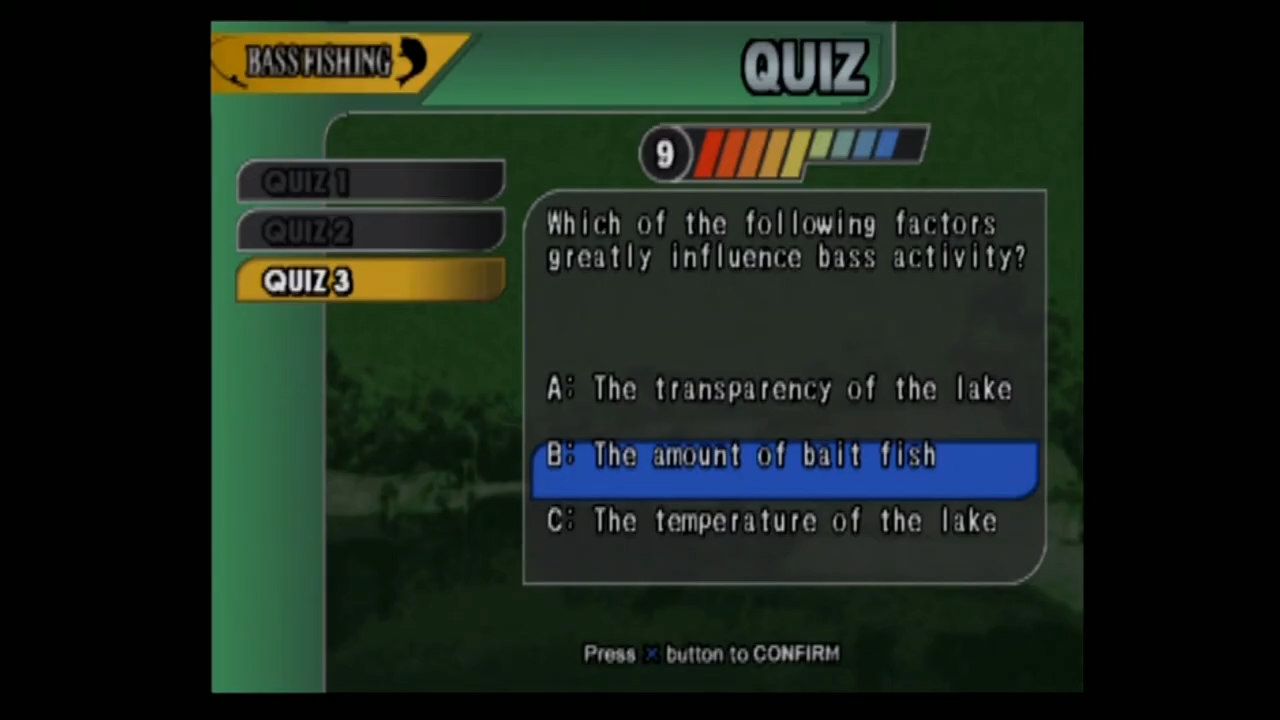 BASS FISHING
QUIZ
9
QUIZ 1
QUIZ 2
QUIZ 3
Which of the following factors
greatly influence bass activity?
A: The transparency of the lake
B: The amount of bait fish
C: The temperature of the lake
Press × button to CONFIRM